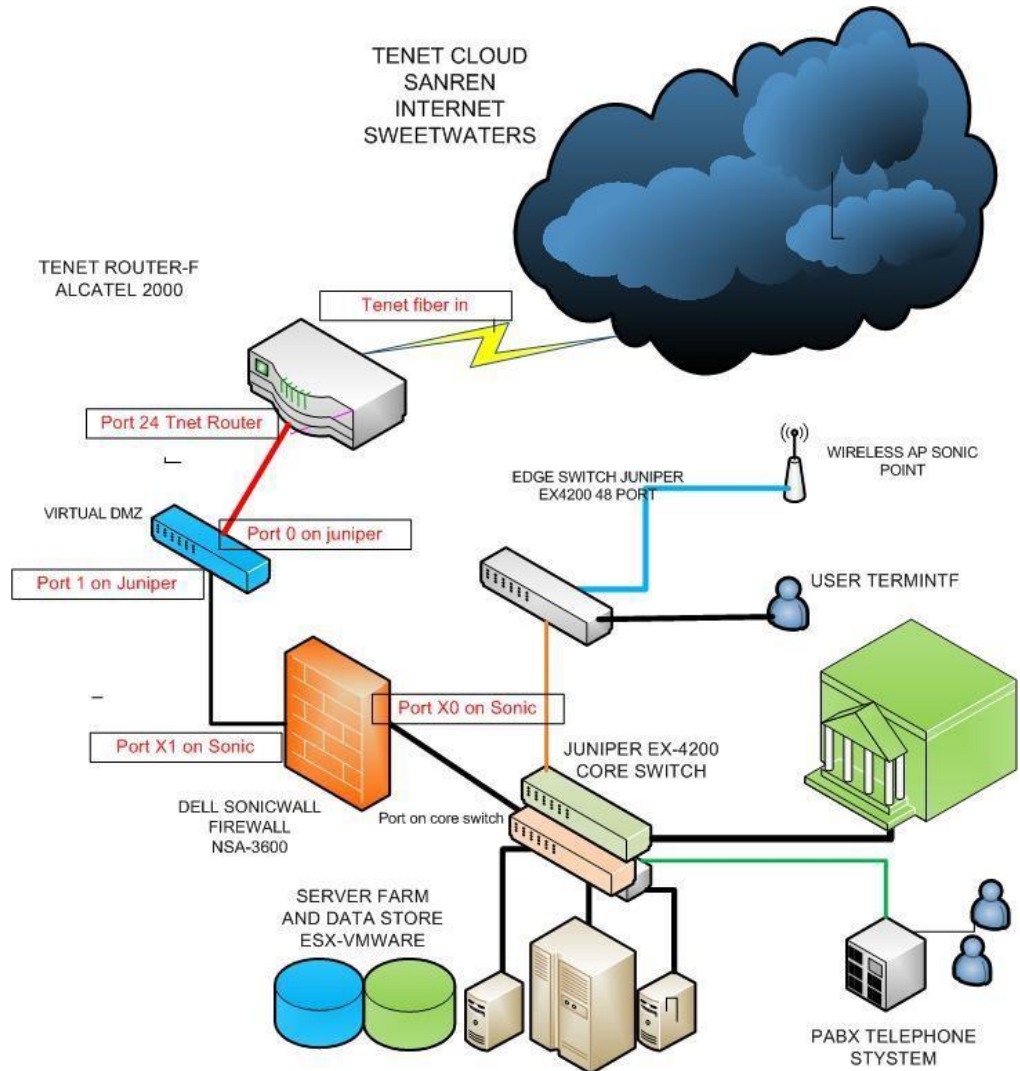 TENET CLOUD
SANREN
INTERNET
SWEETWATERS
TENET ROUTER-F
ALCATEL 2000
Tenet fiber in
Port 24 Tnet Router
WIRELESS AP SONIC
POINT
EDGE SWITCH JUNIPER
EX4200 48 PORT
VIRTUAL DMZ
Port 0 on juniper
Port 1 on Juniper
USER TERMINTF
Port X0 on Sonic
Port X1 on Sonic
JUNIPER EX-4200
CORE SWITCH
DELL SONICWALL
FIREWALL
NSA-3600
Port on core switch
SERVER FARM
AND DATA STORE
ESX-VMWARE
PABX TELEPHONE
STYSTEM